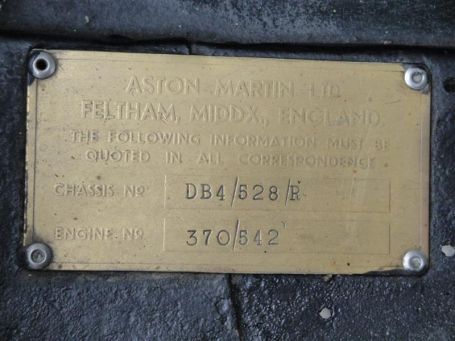 ASTON MARTIN LTD
FELTHAM, MIDDX., ENGLAND
THE FOLLOWING INFORMATION MUST BE
QUOTED IN ALL CORRESPONDENCE
CHASSIS No DB4/528/R
ENGINE. No 370/542